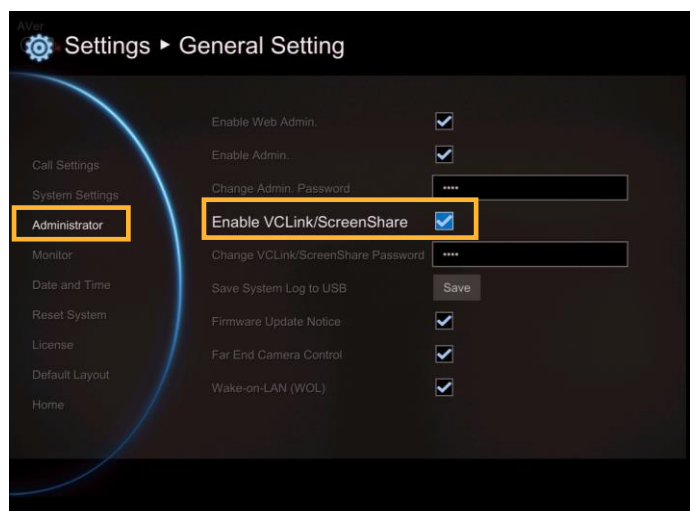 AVer
Settings ► General Setting
Enable Web Admin.
Enable Admin.
Call Settings
System Settings
Change Admin. Password ••••
Administrator
Enable VCLink/ScreenShare
Monitor
Change VCLink/ScreenShare Password ••••
Date and Time
Save System Log to USB Save
Reset System
Firmware Update Notice
License
Far End Camera Control
Default Layout
Wake-on-LAN (WOL)
Home